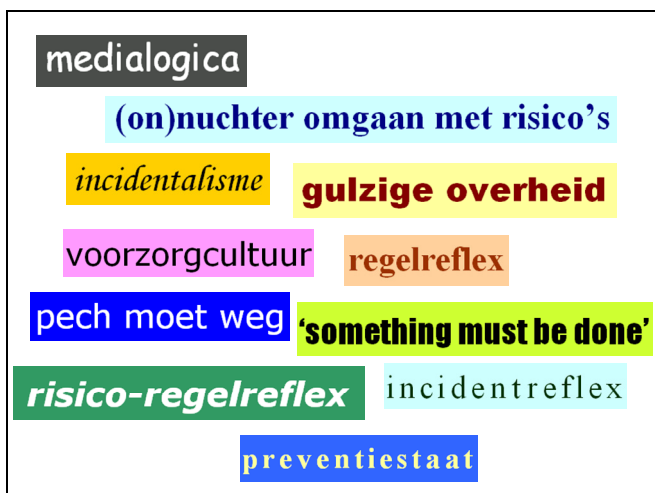 medialogica
(on)nuchter omgaan met risico’s
incidentalisme
gulzige overheid
voorzorgcultuur
regelreflex
pech moet weg
‘something must be done’
risico-regelreflex
incidentreflex
preventiestaat